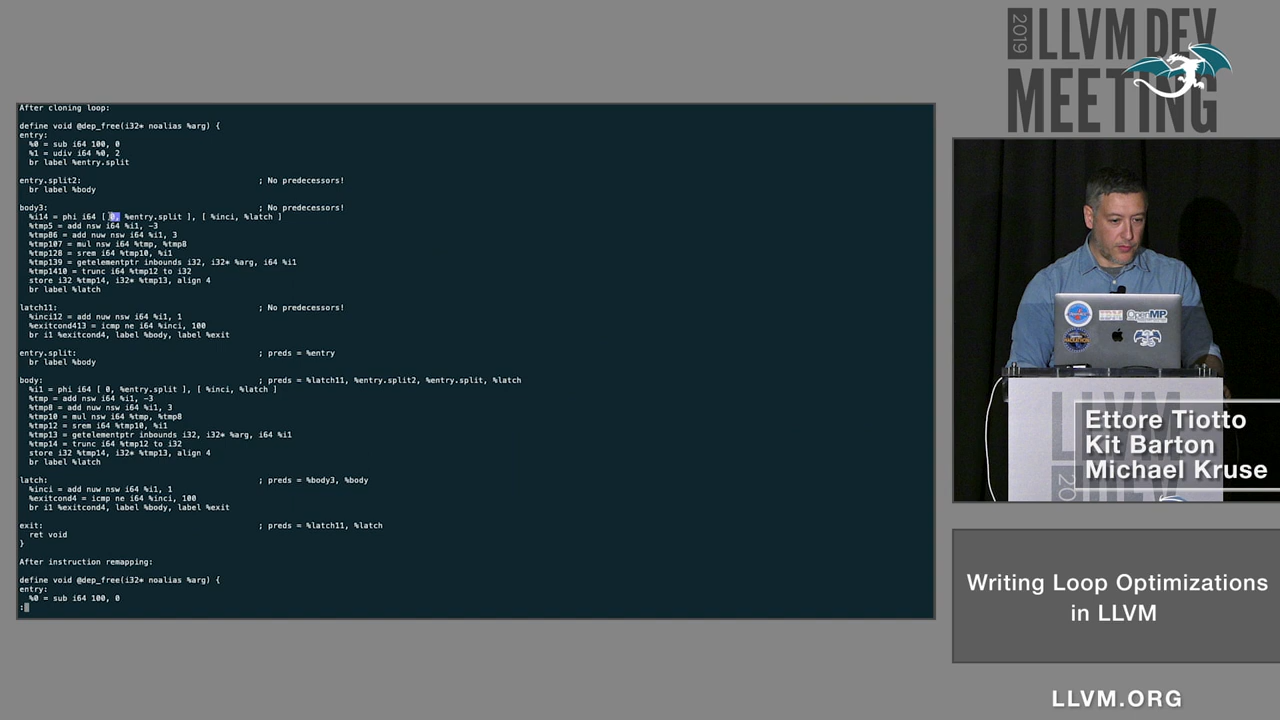 After cloning loop:
define void @dep_free(i32* noalias %arg) {
entry:
%0 = sub i64 100, 0
%1 = udiv i64 %0, 2
br label %entry.split
entry.split2: ; No predecessors!
br label %body
body3: ; No predecessors!
%i14 = phi i64 [ 0, %entry.split ], [ %inci, %latch ]
%tmp5 = add nsw i64 %i1, -3
%tmp86 = add nuw nsw i64 %i1, 3
%tmp107 = mul nsw i64 %tmp, %tmp8
%tmp128 = srem i64 %tmp10, %i1
%tmp139 = getelementptr inbounds i32, i32* %arg, i64 %i1
%tmp1410 = trunc i64 %tmp12 to i32
store i32 %tmp14, i32* %tmp13, align 4
br label %latch
latch11: ; No predecessors!
%inci12 = add nuw nsw i64 %i1, 1
%exitcond413 = icmp ne i64 %inci, 100
br i1 %exitcond4, label %body, label %exit
entry.split: ; preds = %entry
br label %body
body: ; preds = %latch11, %entry.split2, %entry.split, %latch
%i1 = phi i64 [ 0, %entry.split ], [ %inci, %latch ]
%tmp = add nsw i64 %i1, -3
%tmp8 = add nuw nsw i64 %i1, 3
%tmp10 = mul nsw i64 %tmp, %tmp8
%tmp12 = srem i64 %tmp10, %i1
%tmp13 = getelementptr inbounds i32, i32* %arg, i64 %i1
%tmp14 = trunc i64 %tmp12 to i32
store i32 %tmp14, i32* %tmp13, align 4
br label %latch
latch: ; preds = %body3, %body
%inci = add nuw nsw i64 %i1, 1
%exitcond4 = icmp ne i64 %inci, 100
br i1 %exitcond4, label %body, label %exit
exit: ; preds = %latch11, %latch
ret void
}
After instruction remapping:
define void @dep_free(i32* noalias %arg) {
entry:
%0 = sub i64 100, 0
:
2019 LLVM DEV
MEETING
IBM OpenMP
Ettore Tiotto
Kit Barton
Michael Kruse
Writing Loop Optimizations
in LLVM
LLVM.ORG